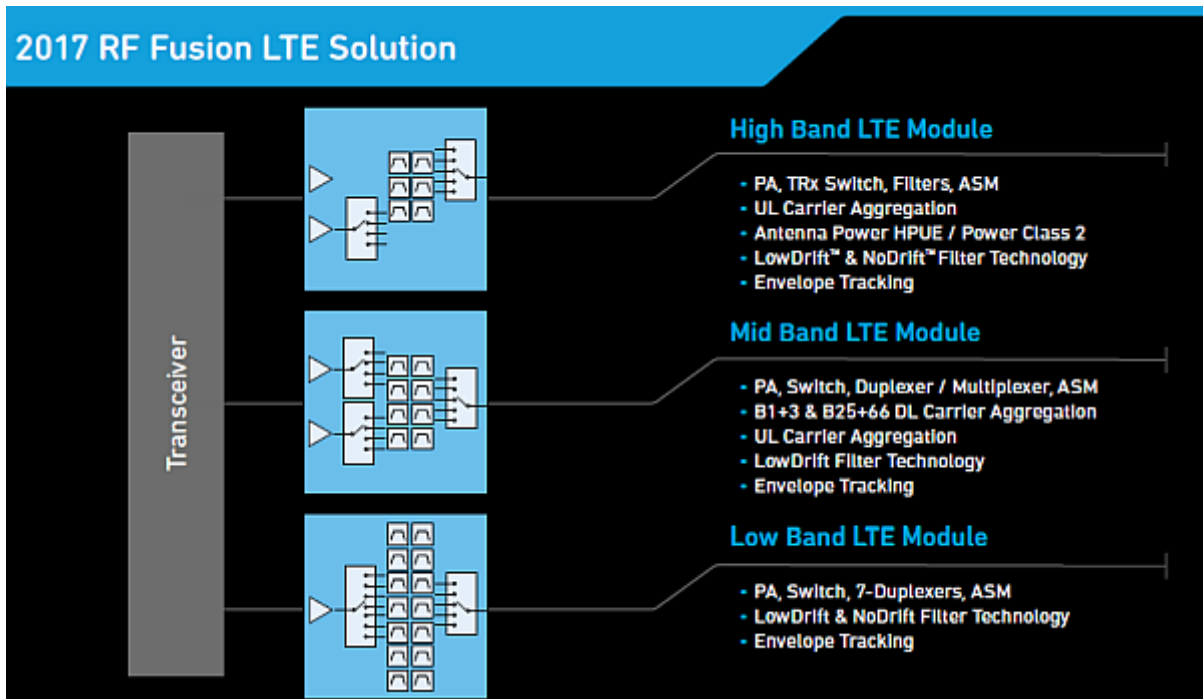 2017 RF Fusion LTE Solution
Transceiver
High Band LTE Module
- PA, TRx Switch, Filters, ASM
- UL Carrier Aggregation
- Antenna Power HPUE / Power Class 2
- LowDrift™ & NoDrift™ Filter Technology
- Envelope Tracking
Mid Band LTE Module
- PA, Switch, Duplexer / Multiplexer, ASM
- B1+3 & B25+66 DL Carrier Aggregation
- UL Carrier Aggregation
- LowDrift Filter Technology
- Envelope Tracking
Low Band LTE Module
- PA, Switch, 7-Duplexers, ASM
- LowDrift & NoDrift Filter Technology
- Envelope Tracking